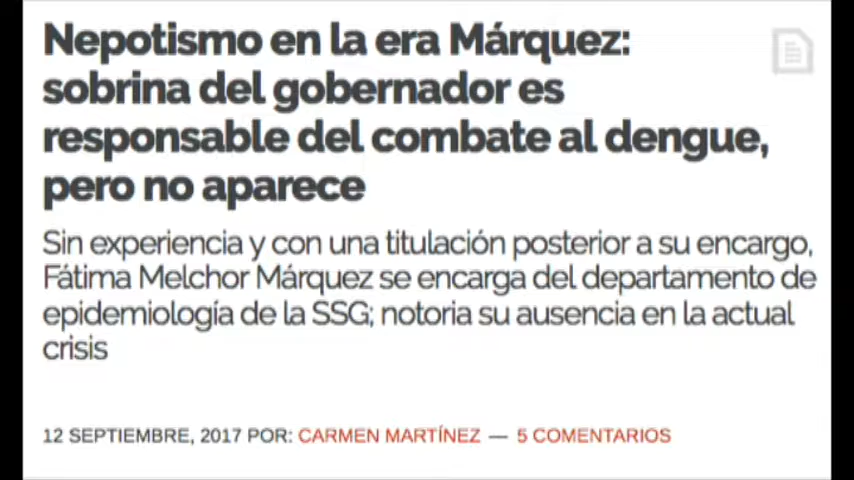 Nepotismo en la era Márquez:
sobrina del gobernador es
responsable del combate al dengue,
pero no aparece
Sin experiencia y con una titulación posterior a su encargo,
Fátima Melchor Márquez se encarga del departamento de
epidemiología de la SSG; notoria su ausencia en la actual
crisis
12 SEPTIEMBRE, 2017 POR: CARMEN MARTÍNEZ — 5 COMENTARIOS